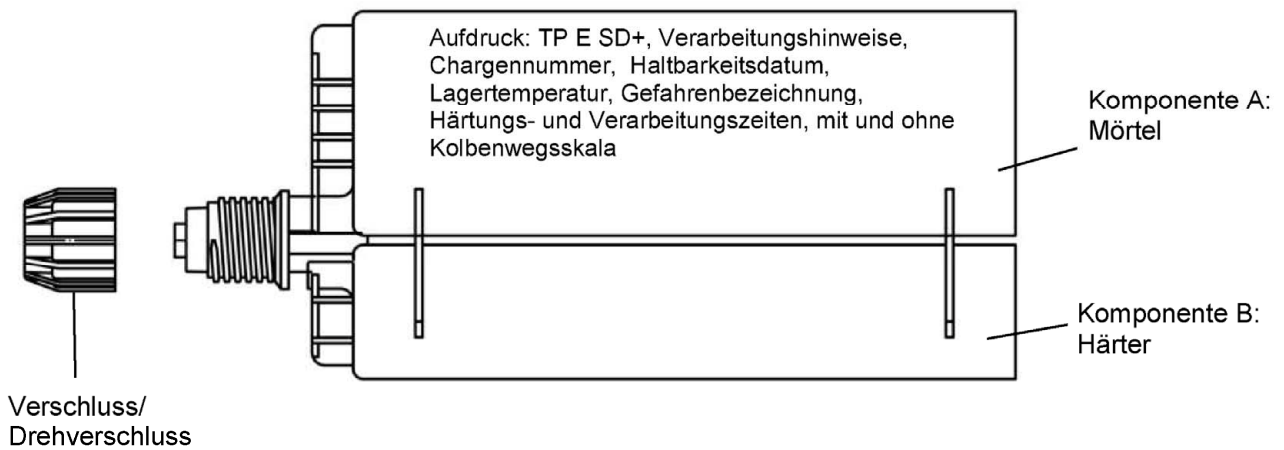 Aufdruck: TP E SD+, Verarbeitungshinweise,
Chargennummer, Haltbarkeitsdatum,
Lagertemperatur, Gefahrenbezeichnung,
Härtungs- und Verarbeitungszeiten, mit und ohne
Kolbenwegsskala
Komponente A:
Mörtel
Komponente B:
Härter
Verschluss/
Drehverschluss